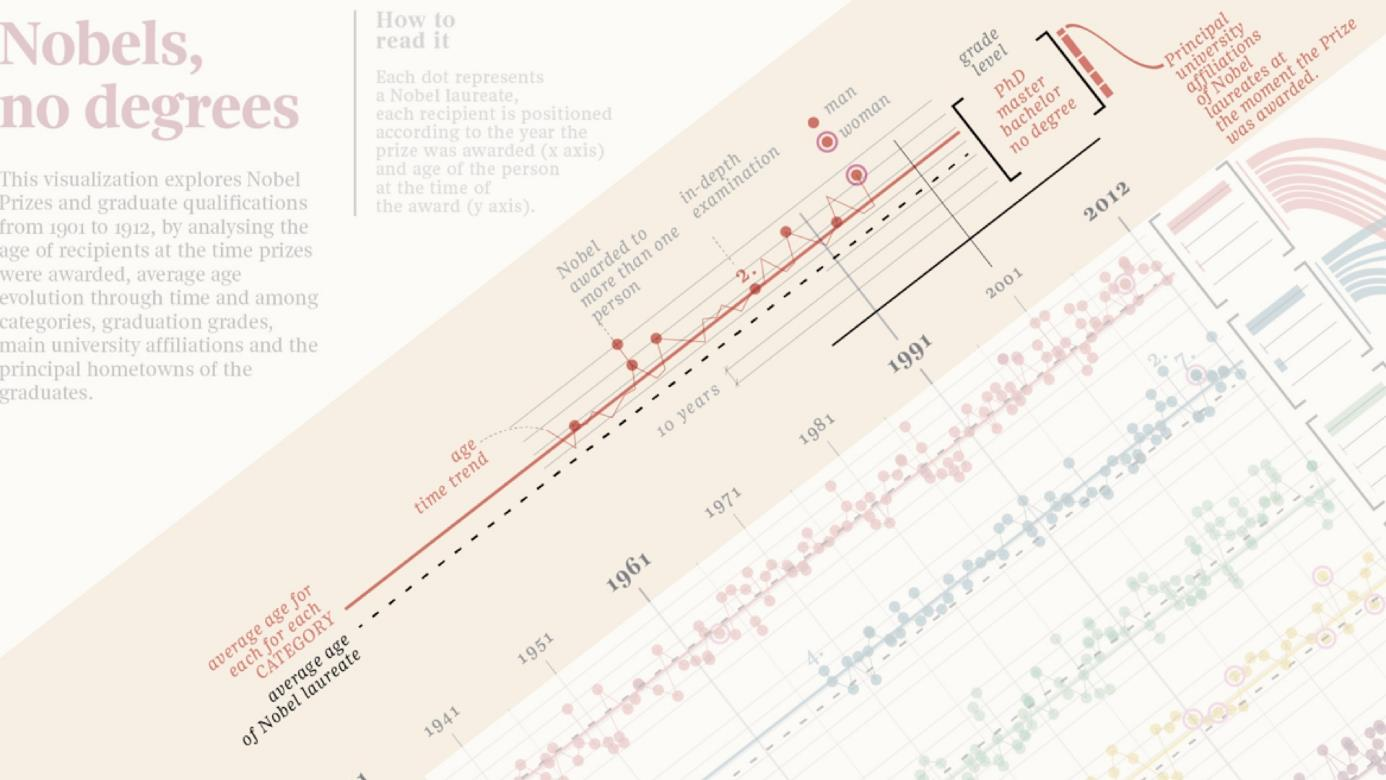 Nobels,
no degrees
This visualization explores Nobel
Prizes and graduate qualifications
from 1901 to 1912, by analysing the
age of recipients at the time prizes
were awarded, average age
evolution through time and among
categories, graduation grades,
main university affiliations and the
principal hometowns of the
graduates.
How to
read it
Each dot represents
a Nobel laureate,
each recipient is positioned
according to the year the
prize was awarded (x axis)
and age of the person
at the time of
the award (y axis).
average age for
each for each
CATEGORY
average age
of Nobel laureate
age
time trend
Nobel
awarded to
more than one
person
10 years
2.
in-depth
examination
man
woman
grade
level
PhD
master
bachelor
no degree
Principal
university
affiliations
of Nobel
laureates at
the moment the Prize
was awarded.
1941
1951
1961
1971
1981
1991
2001
2012
4.
2.
7.